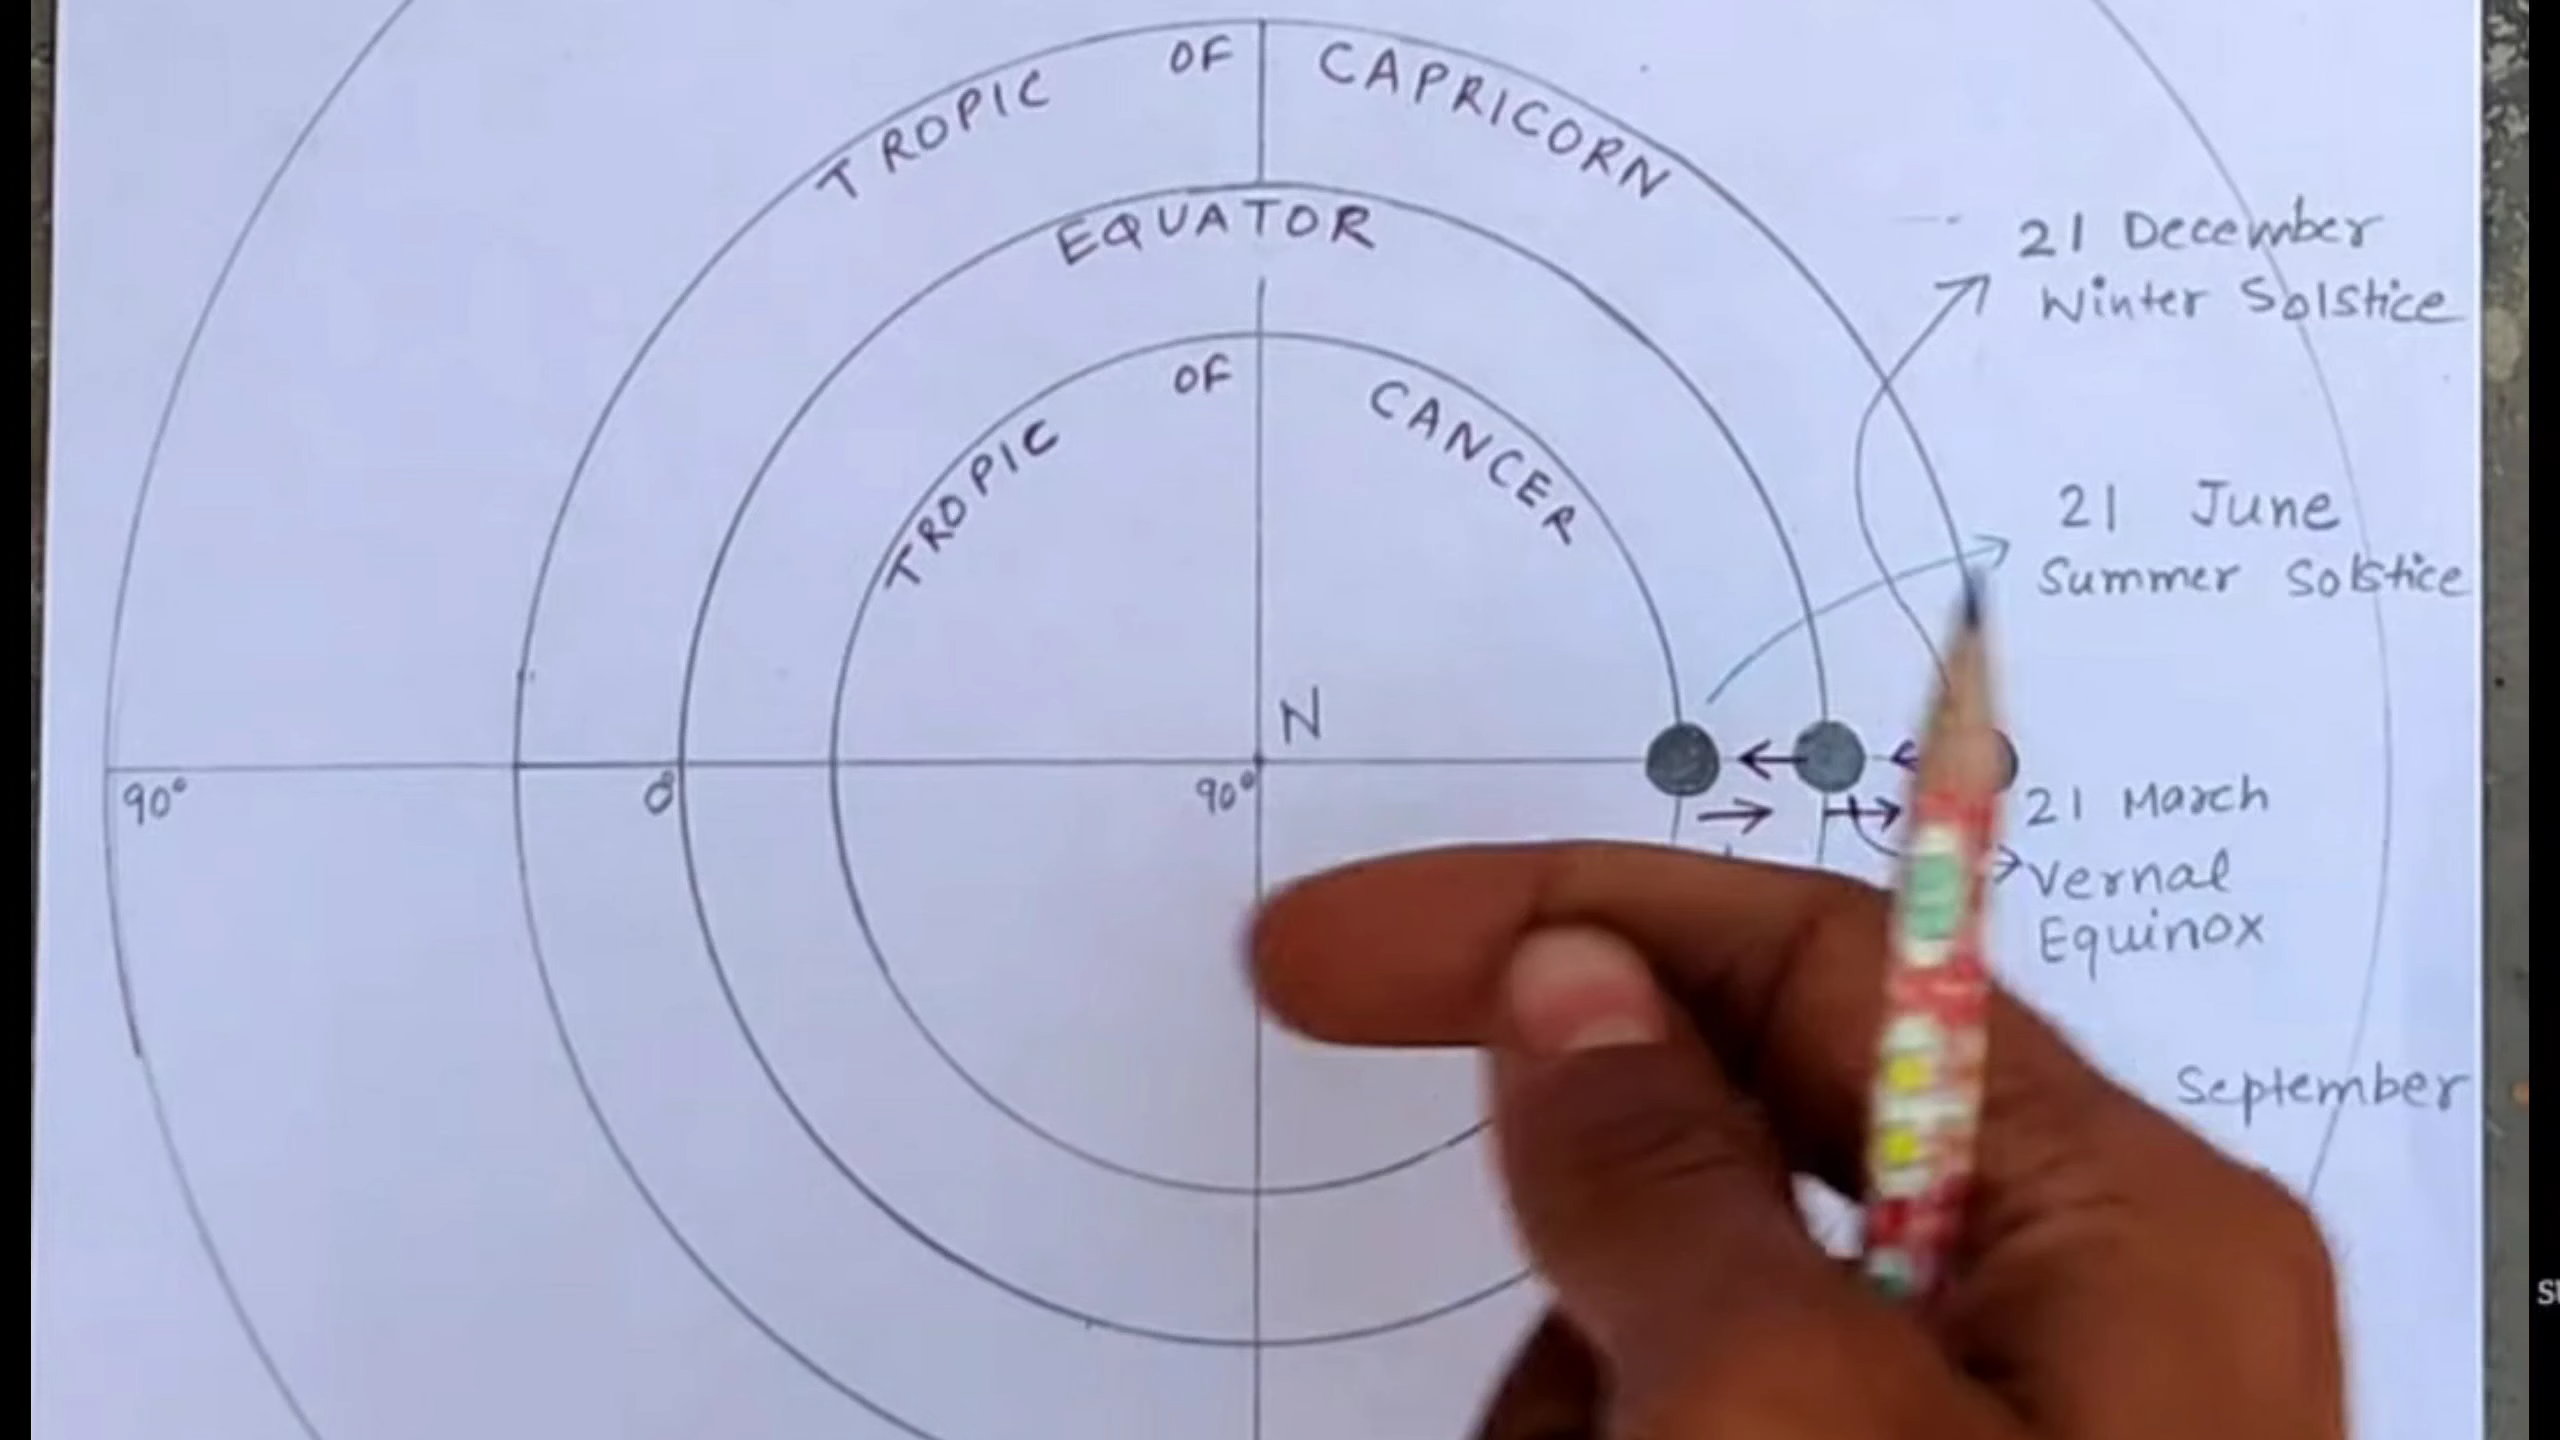 TROPIC OF CAPRICORN
EQUATOR
TROPIC OF CANCER
21 December
Winter Solstice
21 June
Summer Solstice
N
90°
0°
90°
21 March
Vernal
Equinox
September